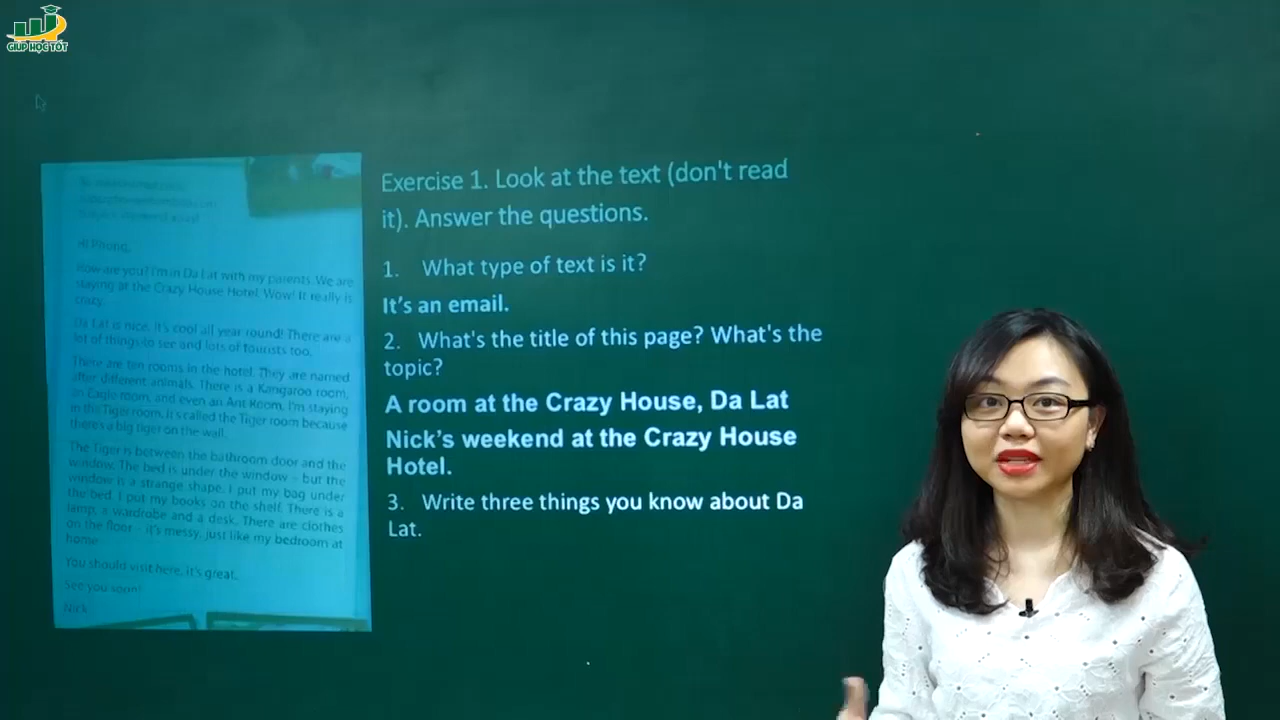 GIÚP HỌC TỐT
Hi Phong,
How are you? I'm in Da Lat with my parents. We are
staying at the Crazy House Hotel. Wow! It really is
crazy.
Da Lat is nice. It's cool all year round! There are a
lot of things to see and lots of tourists too.
There are ten rooms in the hotel. They are named
after different animals. There is a Kangaroo room,
an Eagle room, and even an Ant Room. I'm staying
in the Tiger room. It's called the Tiger room because
there's a big tiger on the wall.
The Tiger is between the bathroom door and the
window. The bed is under the window - but the
window is a strange shape. I put my bag under
the bed. I put my books on the shelf. There is a
lamp, a wardrobe and a desk. There are clothes
on the floor – it's messy, just like my bedroom at
home.
You should visit here, it's great.
See you soon!
Nick
Exercise 1. Look at the text (don't read
it). Answer the questions.
1. What type of text is it?
It's an email.
2. What's the title of this page? What's the
topic?
A room at the Crazy House, Da Lat
Nick's weekend at the Crazy House
Hotel.
3. Write three things you know about Da
Lat.